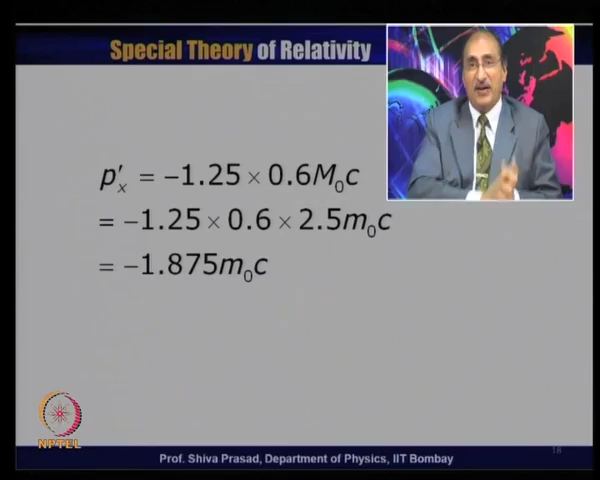 Special Theory of Relativity
p′ₓ = −1.25 × 0.6M₀c
= −1.25 × 0.6 × 2.5m₀c
= −1.875m₀c
NPTEL
18
Prof. Shiva Prasad, Department of Physics, IIT Bombay